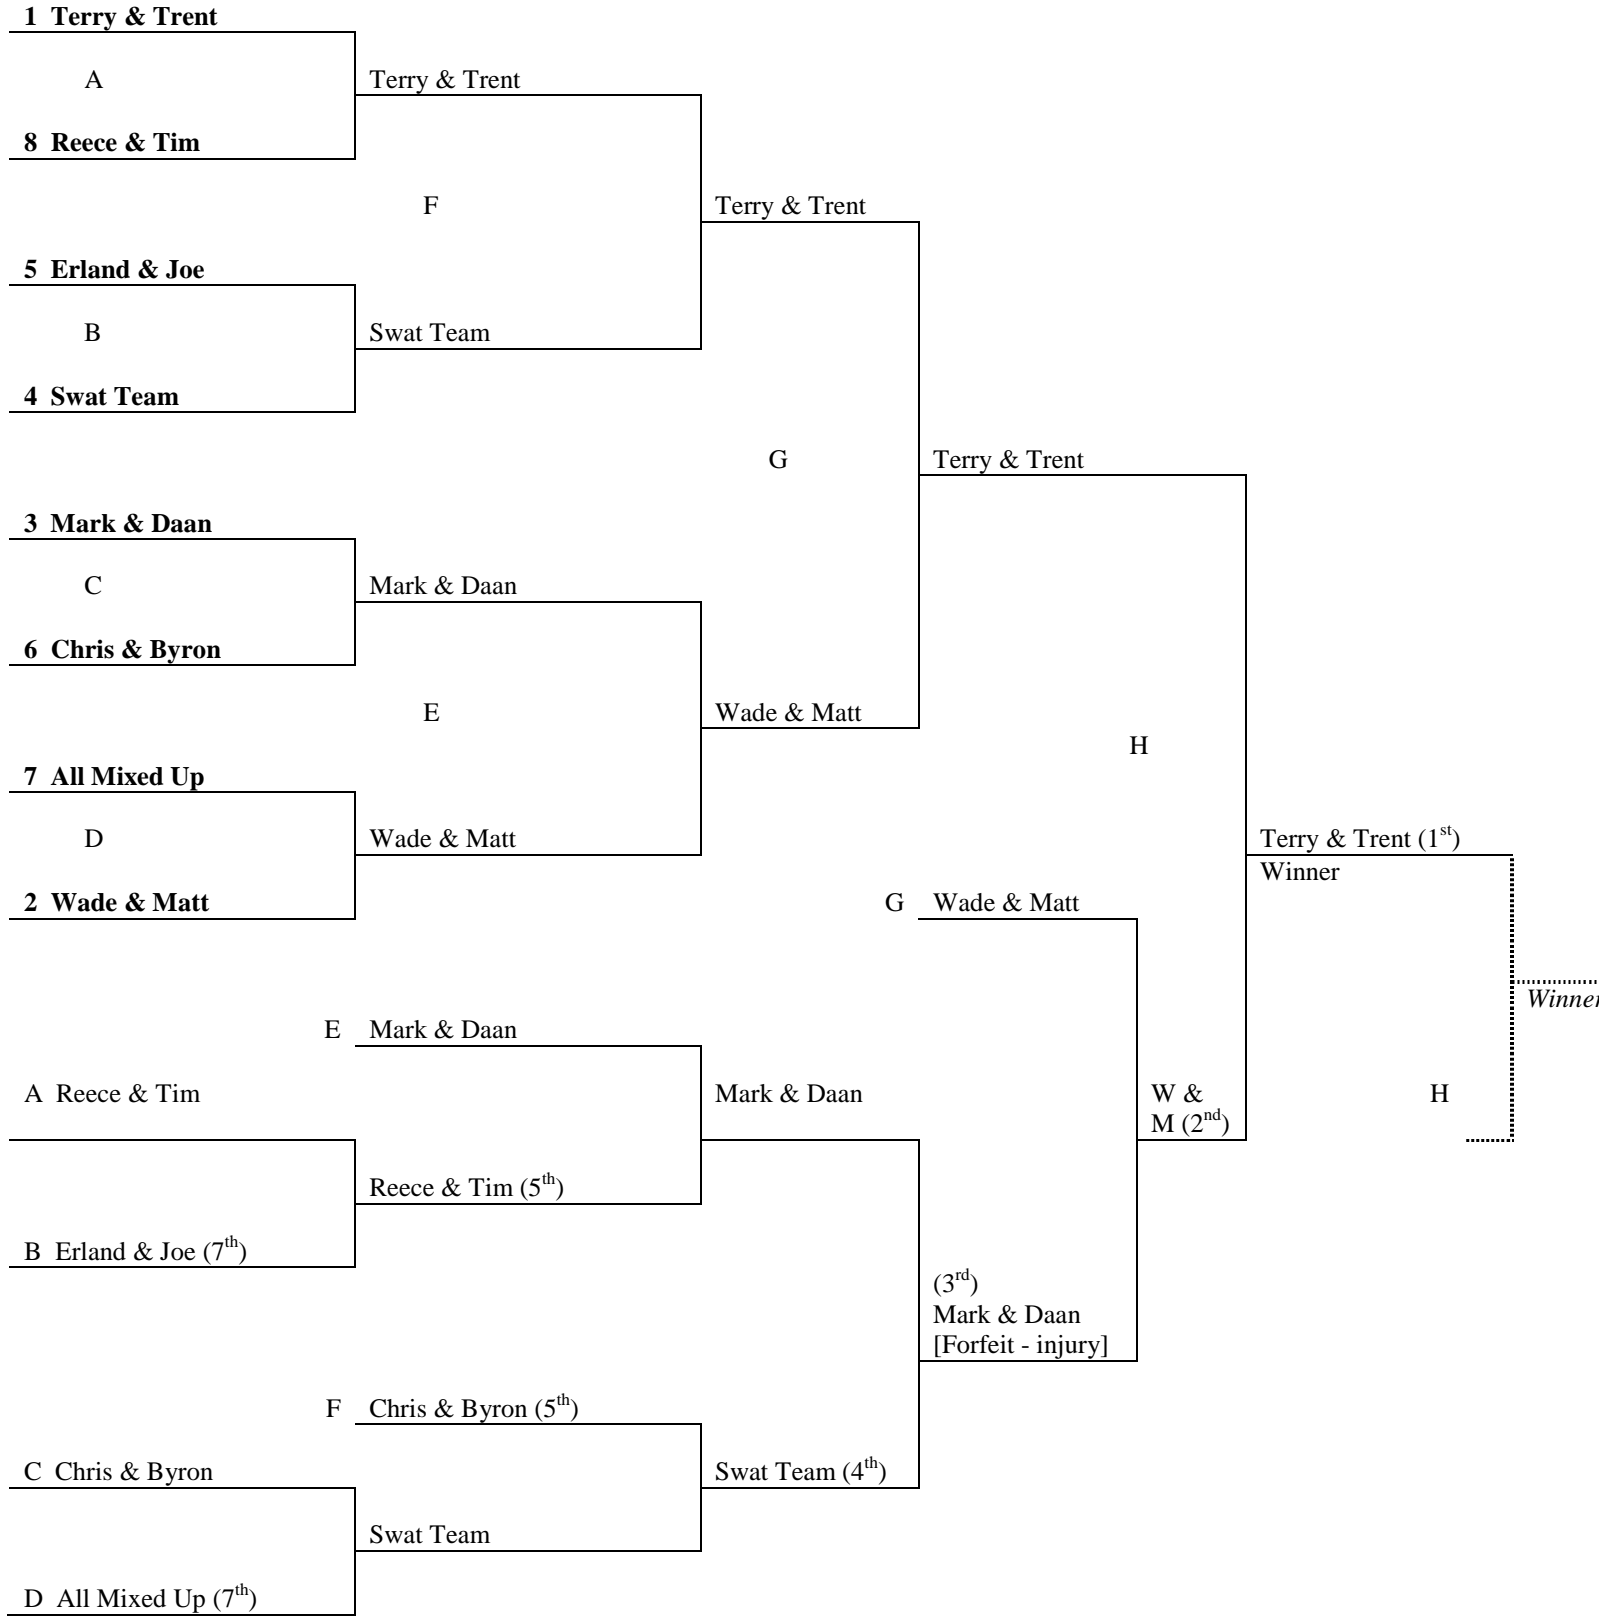 1 Terry & Trent
A
Terry & Trent
8 Reece & Tim
F
Terry & Trent
5 Erland & Joe
B
Swat Team
4 Swat Team
G
Terry & Trent
3 Mark & Daan
C
Mark & Daan
6 Chris & Byron
E
Wade & Matt
H
7 All Mixed Up
D
Wade & Matt
Terry & Trent (1st)
Winner
2 Wade & Matt
G Wade & Matt
Winner
E Mark & Daan
A Reece & Tim
Mark & Daan
W &
M (2nd)
H
Reece & Tim (5th)
B Erland & Joe (7th)
(3rd)
Mark & Daan
[Forfeit - injury]
F Chris & Byron (5th)
C Chris & Byron
Swat Team (4th)
Swat Team
D All Mixed Up (7th)